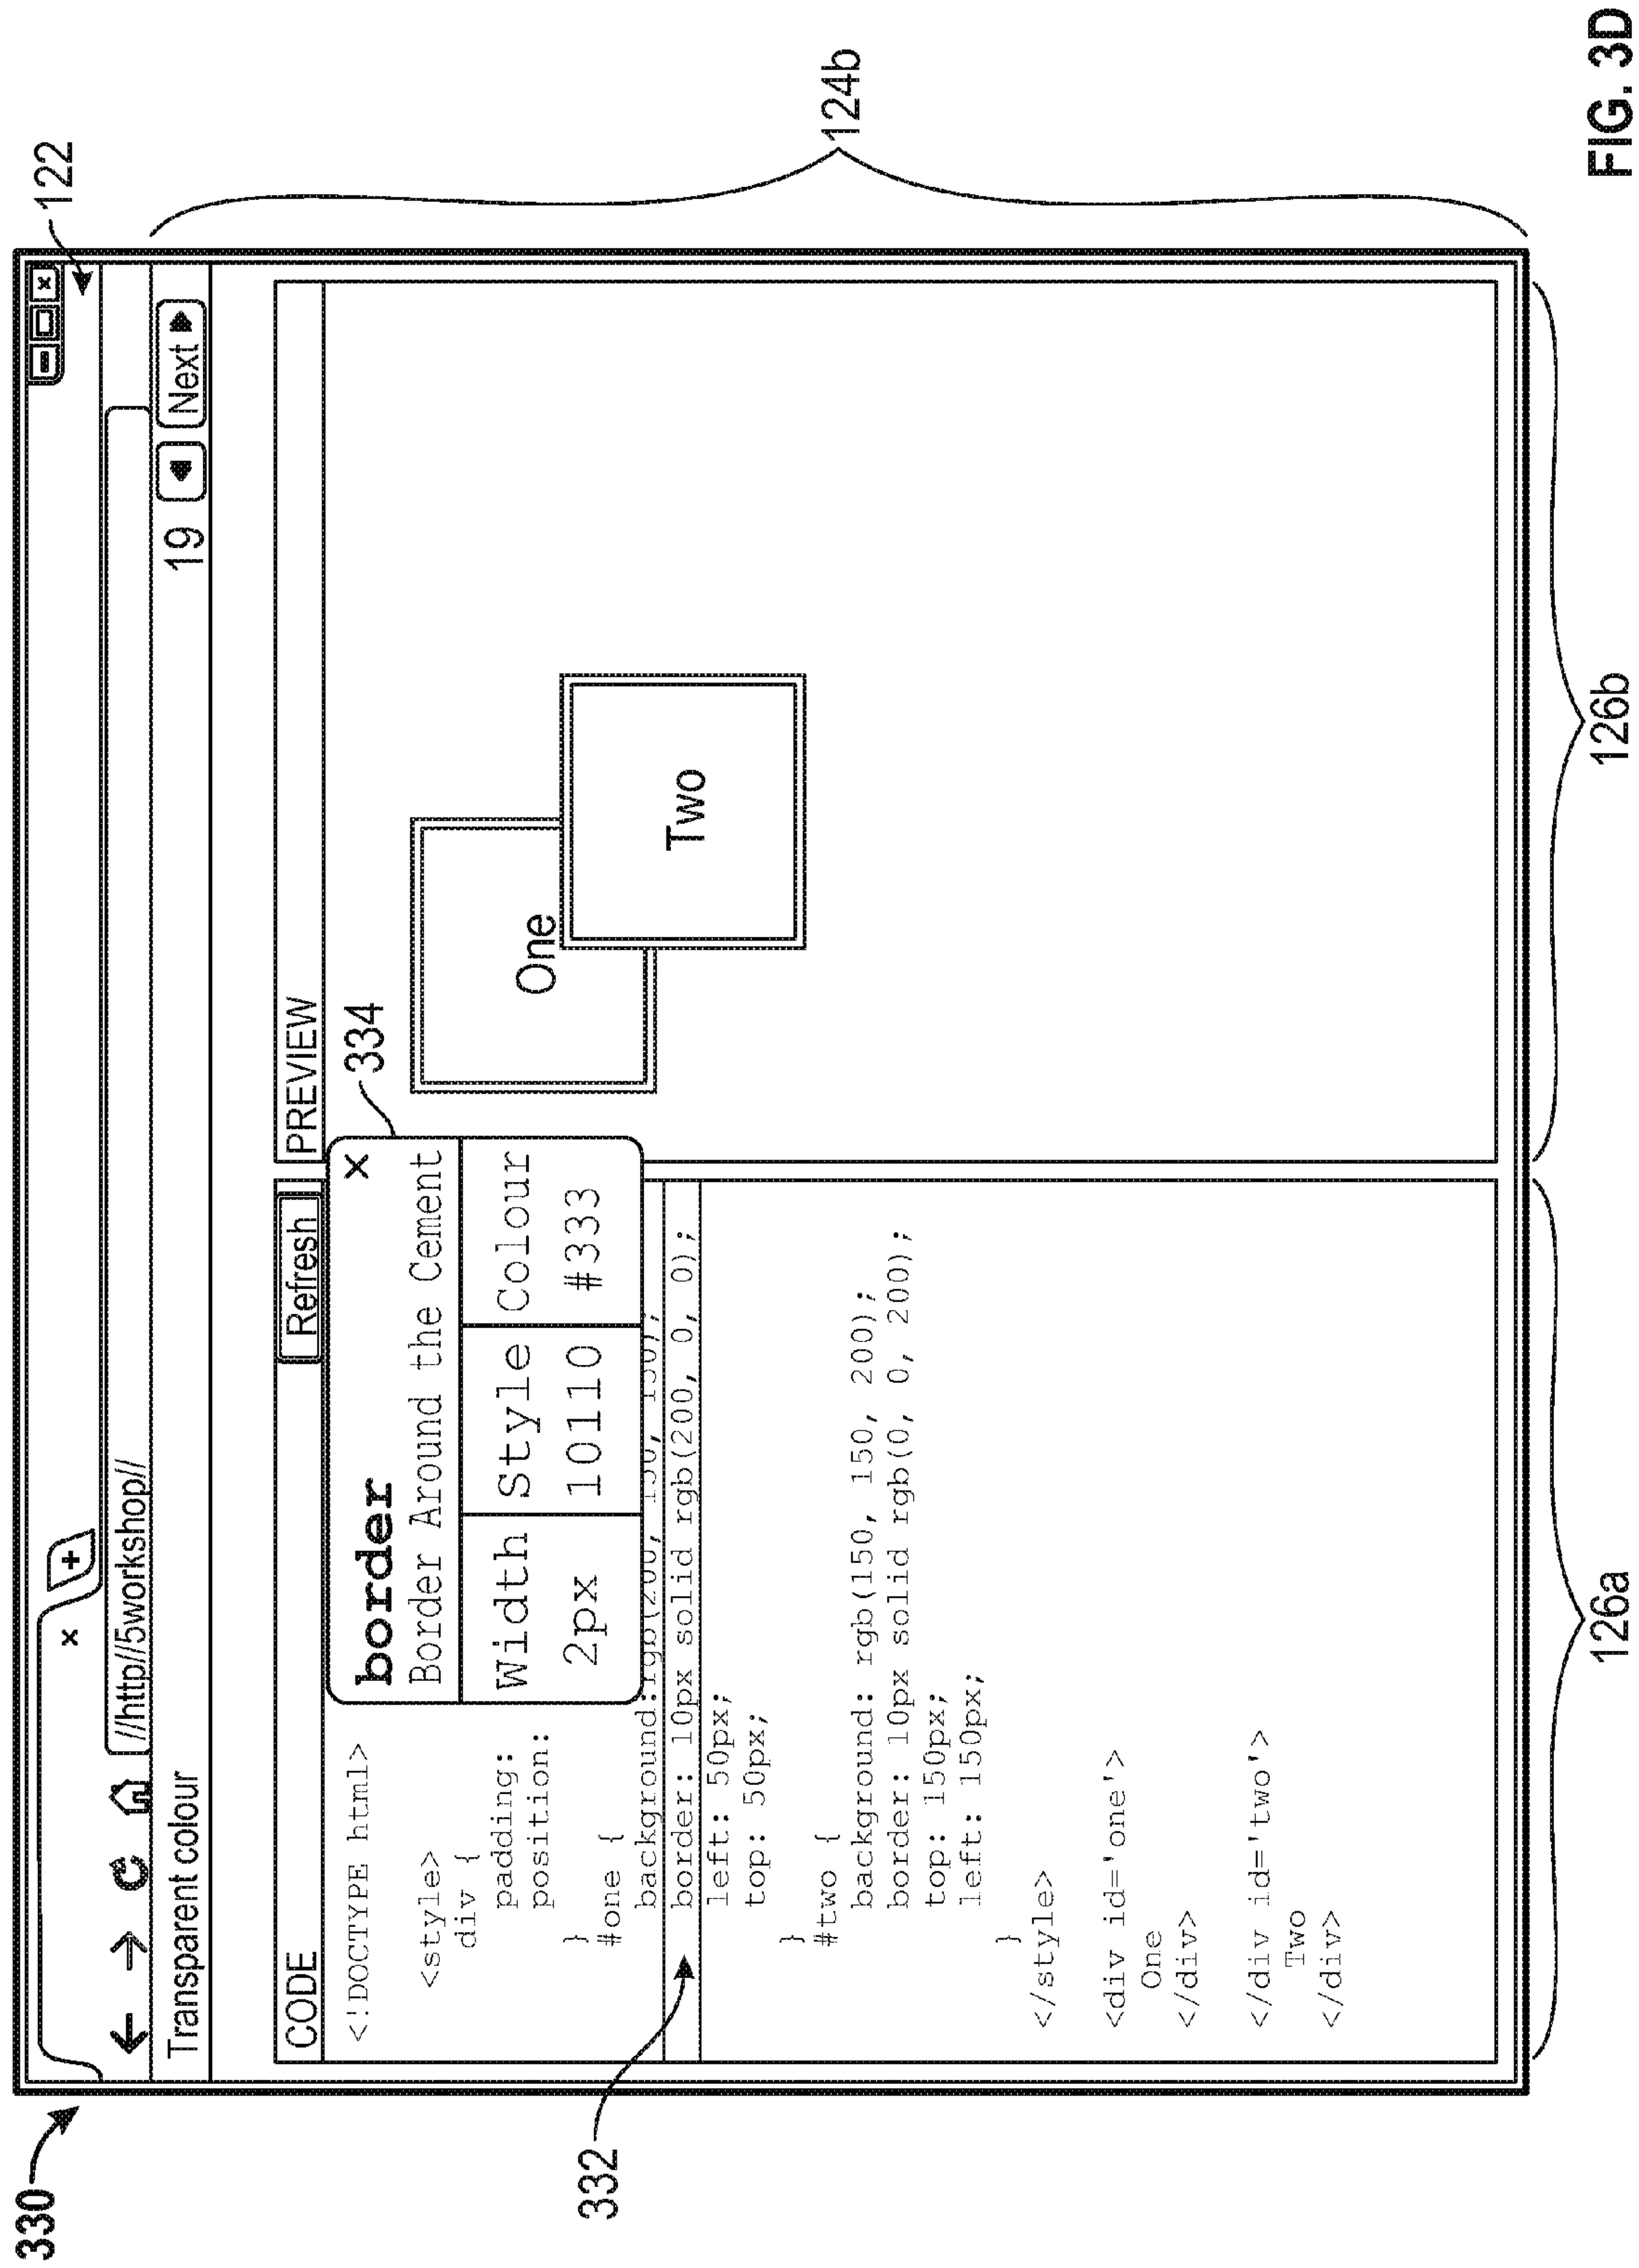 330
122
×
+
//http//5workshop//
Transparent colour
19
Next
CODE
Refresh
PREVIEW
<!DOCTYPE html>
<style>
div {
padding:
position:
}
#one {
background:rgb(200, 150, 150);
border: 10px solid rgb(200, 0, 0);
left: 50px;
top: 50px;
}
#two {
background: rgb(150, 150, 200);
border: 10px solid rgb(0, 0, 200);
top: 150px;
left: 150px;
}
</style>
<div id='one'>
One
</div>
</div id='two'>
Two
</div>
border
×
Border Around the Cement
Width Style Colour
2px 10110 #333
334
332
One
Two
124b
126a
126b
FIG. 3D